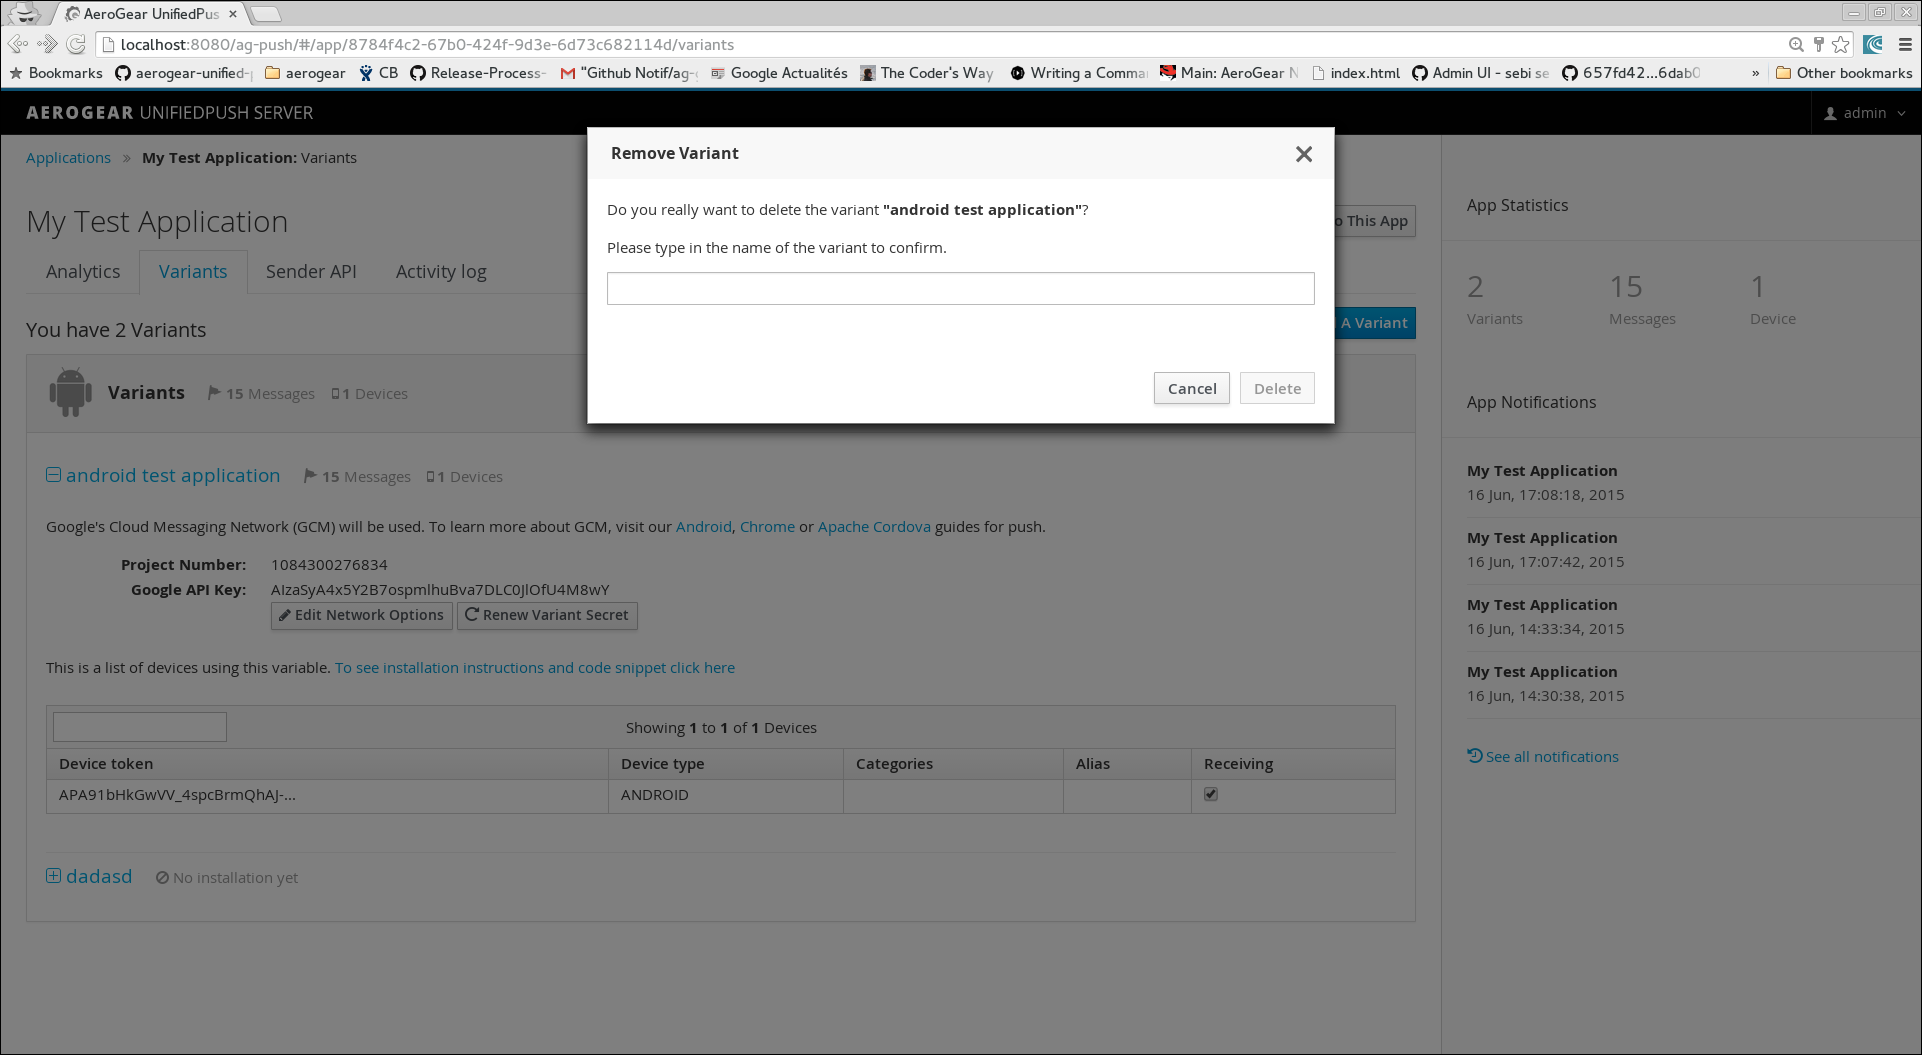 AeroGear UnifiedPus
localhost:8080/ag-push/#/app/8784f4c2-67b0-424f-9d3e-6d73c682114d/variants
Bookmarks aerogear-unified- aerogear CB Release-Process- "Github Notif/ag- Google Actualités The Coder's Way Writing a Comma Main: AeroGear N index.html Admin UI - sebi se 657fd42...6dab0 » Other bookmarks
AEROGEAR UNIFIEDPUSH SERVER
admin
Applications » My Test Application: Variants
Remove Variant
Do you really want to delete the variant "android test application"?
Please type in the name of the variant to confirm.
Cancel Delete
My Test Application
o This App
Analytics Variants Sender API Activity log
You have 2 Variants
A Variant
Variants 15 Messages 1 Devices
android test application 15 Messages 1 Devices
Google's Cloud Messaging Network (GCM) will be used. To learn more about GCM, visit our Android, Chrome or Apache Cordova guides for push.
Project Number: 1084300276834
Google API Key: AIzaSyA4x5Y2B7ospmlhuBva7DLC0JlOfU4M8wY
Edit Network Options Renew Variant Secret
This is a list of devices using this variable. To see installation instructions and code snippet click here
Showing 1 to 1 of 1 Devices
Device token Device type Categories Alias Receiving
APA91bHkGwVV_4spcBrmQhAJ-... ANDROID
dadasd No installation yet
App Statistics
2 15 1
Variants Messages Device
App Notifications
My Test Application
16 Jun, 17:08:18, 2015
My Test Application
16 Jun, 17:07:42, 2015
My Test Application
16 Jun, 14:33:34, 2015
My Test Application
16 Jun, 14:30:38, 2015
See all notifications